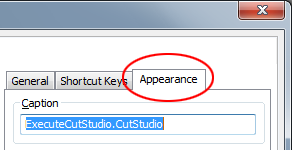 General Shortcut Keys Appearance
Caption
ExecuteCutStudio.CutStudio